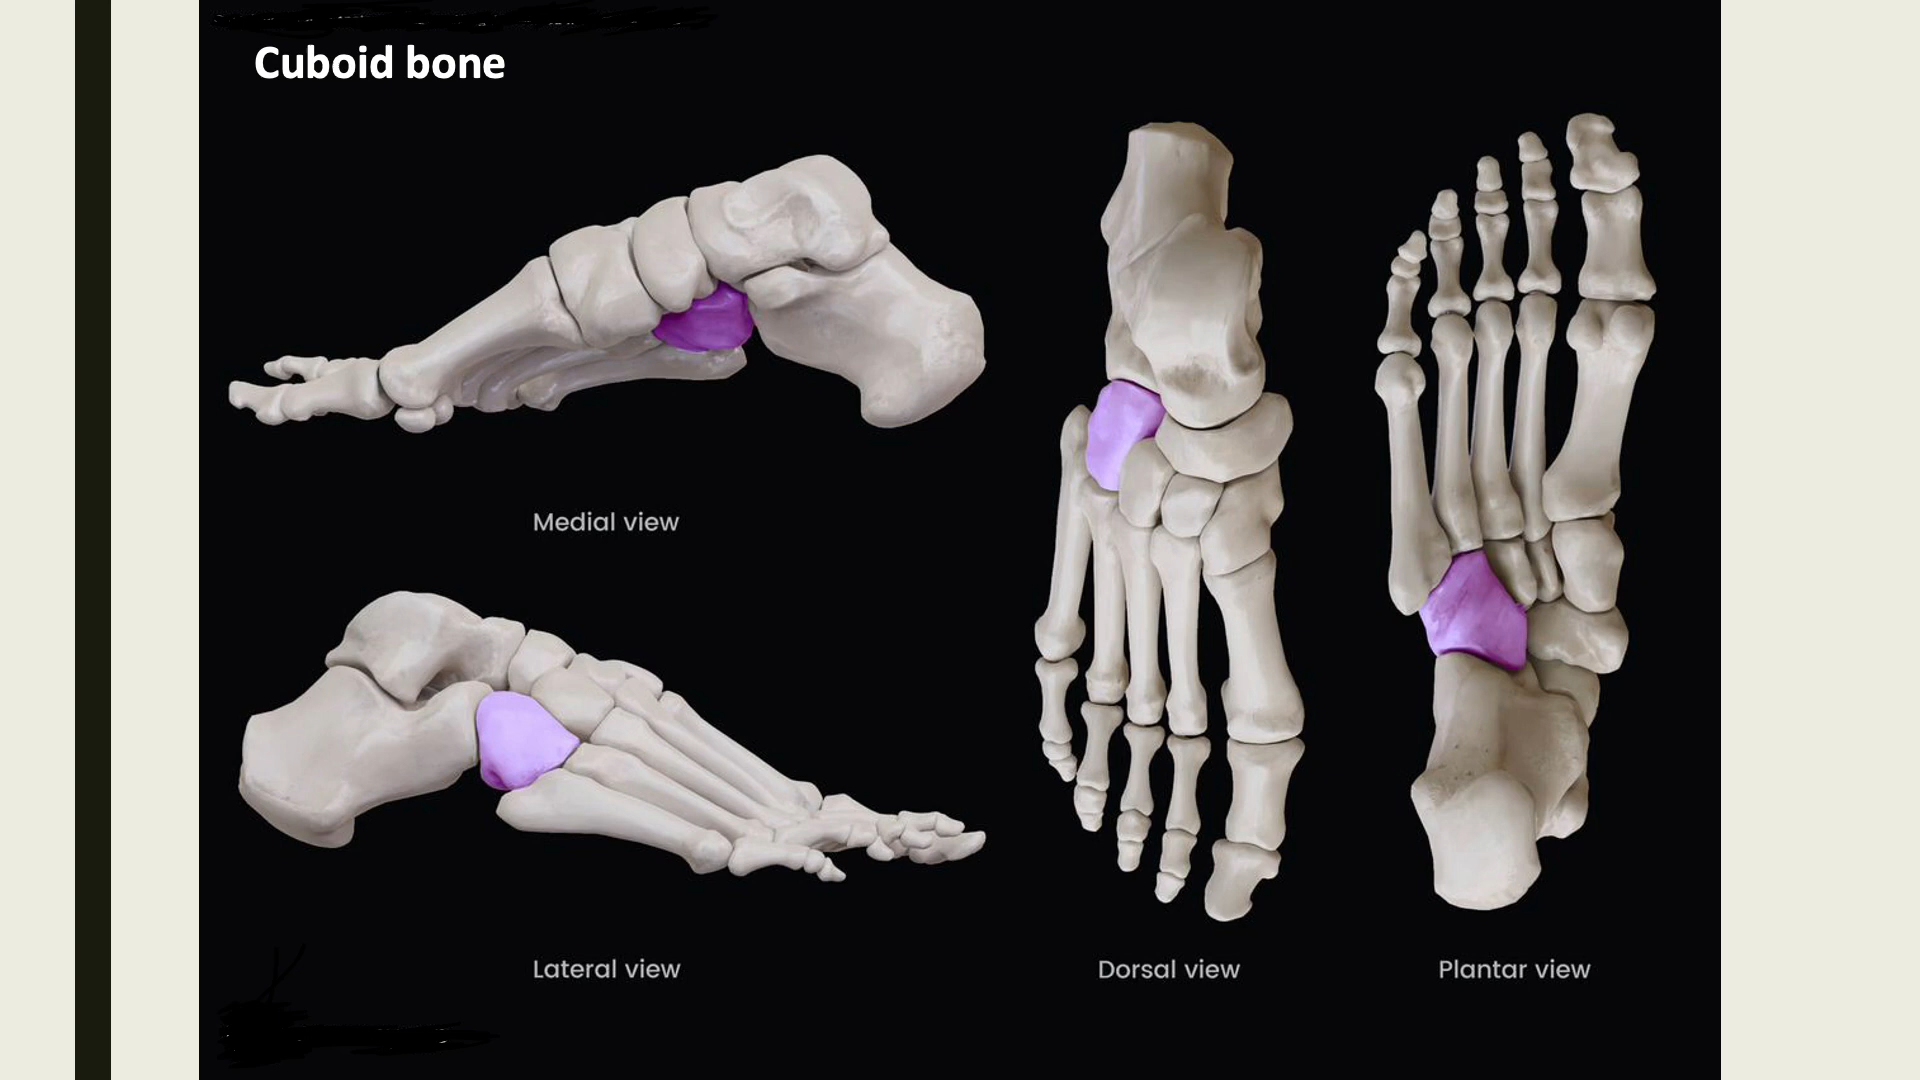 Cuboid bone
Medial view
Lateral view
Dorsal view
Plantar view